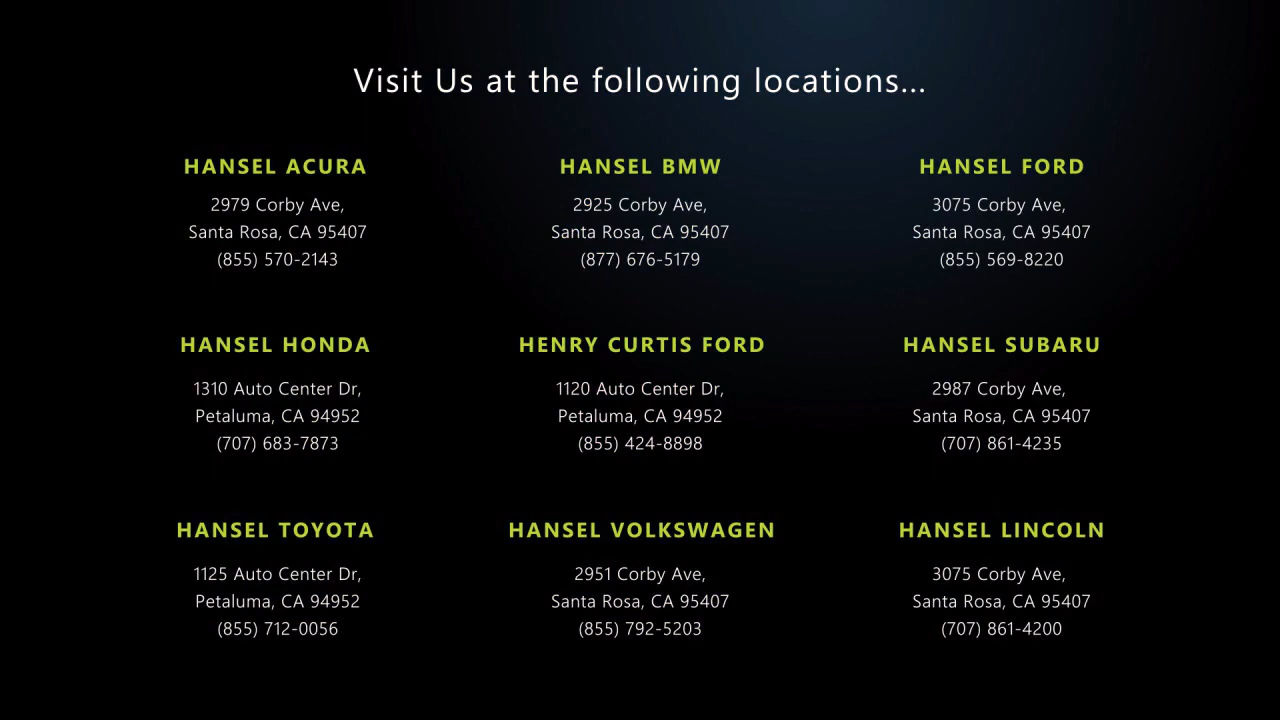 Visit Us at the following locations...
HANSEL ACURA
2979 Corby Ave,
Santa Rosa, CA 95407
(855) 570-2143
HANSEL BMW
2925 Corby Ave,
Santa Rosa, CA 95407
(877) 676-5179
HANSEL FORD
3075 Corby Ave,
Santa Rosa, CA 95407
(855) 569-8220
HANSEL HONDA
1310 Auto Center Dr,
Petaluma, CA 94952
(707) 683-7873
HENRY CURTIS FORD
1120 Auto Center Dr,
Petaluma, CA 94952
(855) 424-8898
HANSEL SUBARU
2987 Corby Ave,
Santa Rosa, CA 95407
(707) 861-4235
HANSEL TOYOTA
1125 Auto Center Dr,
Petaluma, CA 94952
(855) 712-0056
HANSEL VOLKSWAGEN
2951 Corby Ave,
Santa Rosa, CA 95407
(855) 792-5203
HANSEL LINCOLN
3075 Corby Ave,
Santa Rosa, CA 95407
(707) 861-4200